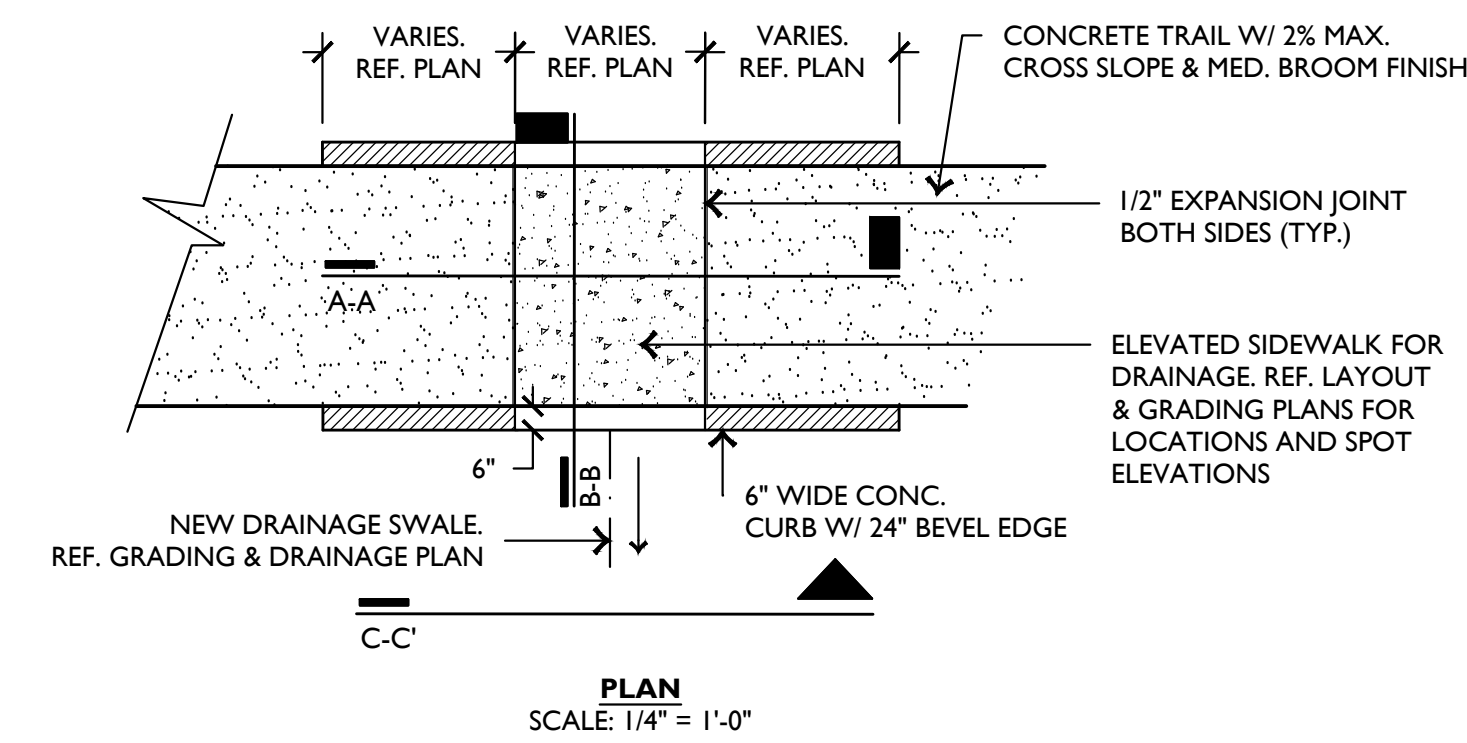 VARIES.
REF. PLAN
VARIES.
REF. PLAN
VARIES.
REF. PLAN
CONCRETE TRAIL W/ 2% MAX.
CROSS SLOPE & MED. BROOM FINISH
1/2" EXPANSION JOINT
BOTH SIDES (TYP.)
A-A
ELEVATED SIDEWALK FOR
DRAINAGE. REF. LAYOUT
& GRADING PLANS FOR
LOCATIONS AND SPOT
ELEVATIONS
6"
B-B
6" WIDE CONC.
CURB W/ 24" BEVEL EDGE
NEW DRAINAGE SWALE.
REF. GRADING & DRAINAGE PLAN
C-C'
PLAN
SCALE: 1/4" = 1'-0"